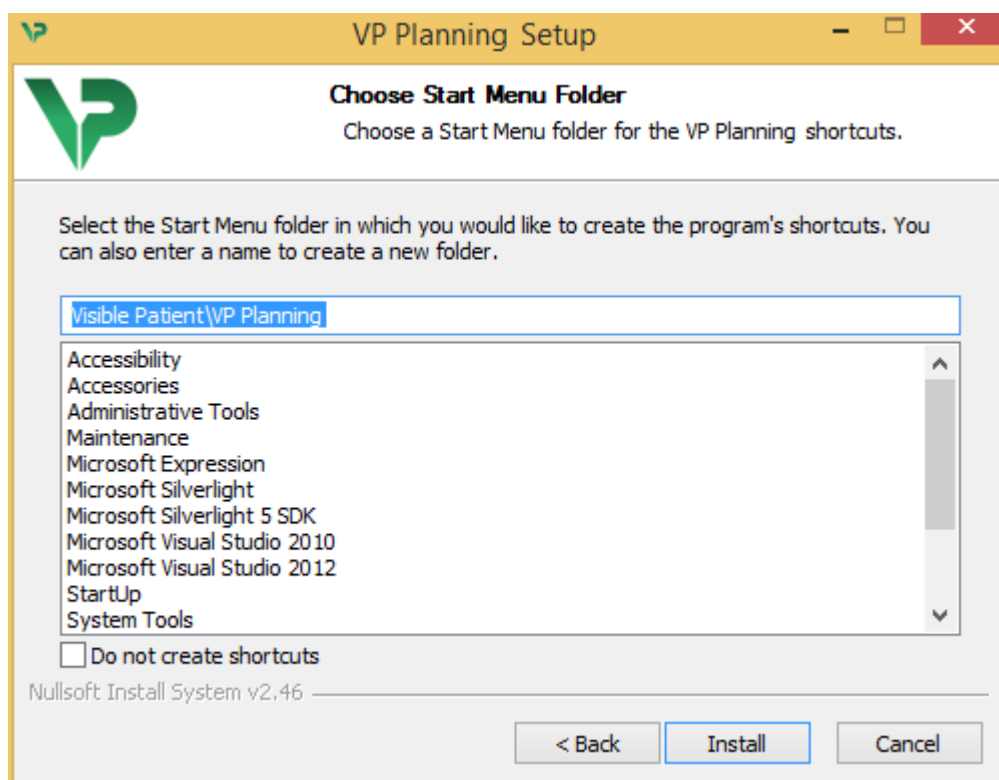 VP Planning Setup
Choose Start Menu Folder
Choose a Start Menu folder for the VP Planning shortcuts.
Select the Start Menu folder in which you would like to create the program's shortcuts. You
can also enter a name to create a new folder.
Visible Patient\VP Planning
Accessibility
Accessories
Administrative Tools
Maintenance
Microsoft Expression
Microsoft Silverlight
Microsoft Silverlight 5 SDK
Microsoft Visual Studio 2010
Microsoft Visual Studio 2012
StartUp
System Tools
Do not create shortcuts
Nullsoft Install System v2.46
< Back Install Cancel